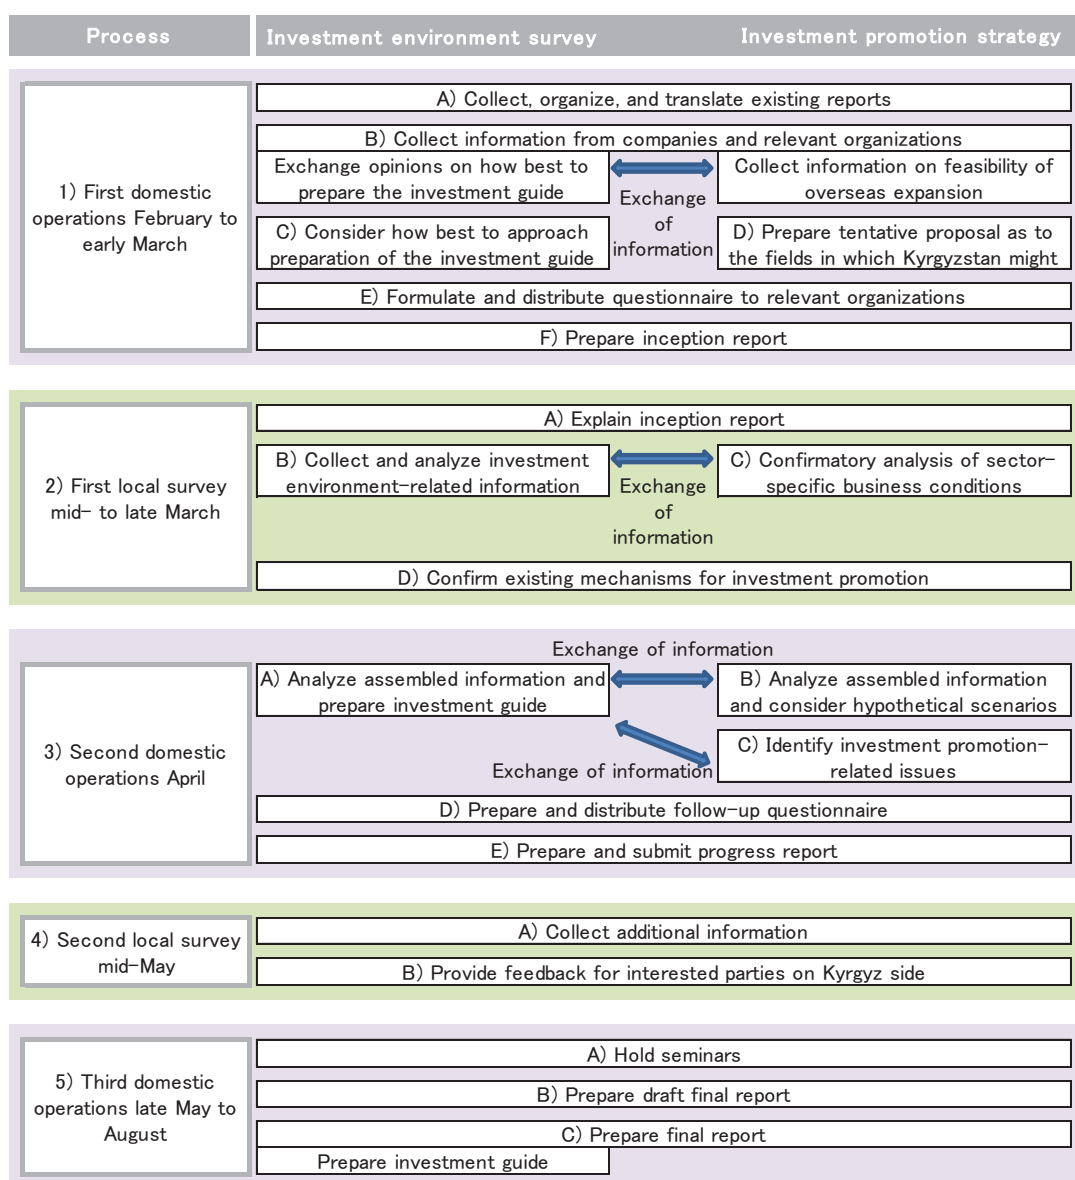 Process
Investment environment survey
Investment promotion strategy
1) First domestic
operations February to
early March
A) Collect, organize, and translate existing reports
B) Collect information from companies and relevant organizations
Exchange opinions on how best to
prepare the investment guide
Exchange
of
information
Collect information on feasibility of
overseas expansion
C) Consider how best to approach
preparation of the investment guide
D) Prepare tentative proposal as to
the fields in which Kyrgyzstan might
E) Formulate and distribute questionnaire to relevant organizations
F) Prepare inception report
2) First local survey
mid- to late March
A) Explain inception report
B) Collect and analyze investment
environment-related information
Exchange
of
information
C) Confirmatory analysis of sector-
specific business conditions
D) Confirm existing mechanisms for investment promotion
3) Second domestic
operations April
Exchange of information
A) Analyze assembled information and
prepare investment guide
B) Analyze assembled information
and consider hypothetical scenarios
Exchange of information
C) Identify investment promotion-
related issues
D) Prepare and distribute follow-up questionnaire
E) Prepare and submit progress report
4) Second local survey
mid-May
A) Collect additional information
B) Provide feedback for interested parties on Kyrgyz side
5) Third domestic
operations late May to
August
A) Hold seminars
B) Prepare draft final report
C) Prepare final report
Prepare investment guide